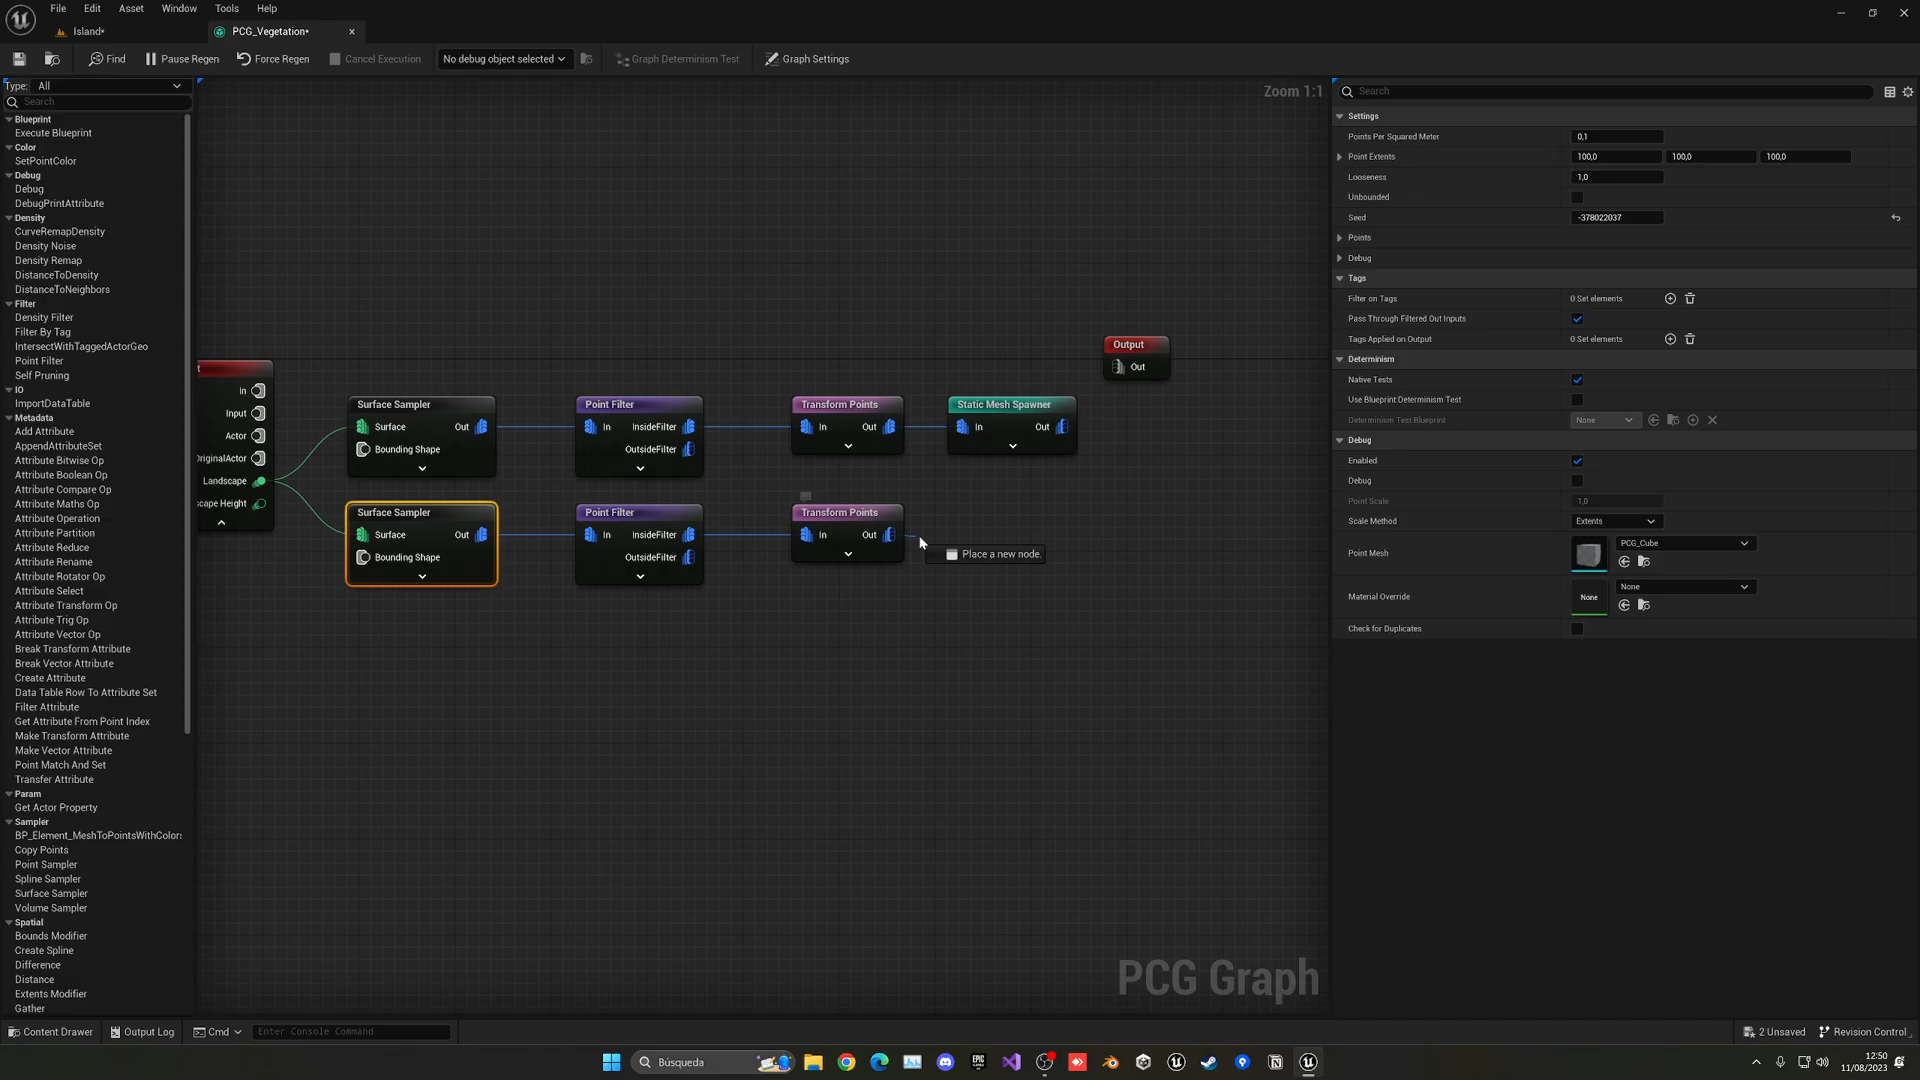 File Edit Asset Window Tools Help
Island*
PCG_Vegetation*
Find
Pause Regen
Force Regen
Cancel Execution
No debug object selected
Graph Determinism Test
Graph Settings
Type: All
Search
Blueprint
Execute Blueprint
Color
SetPointColor
Debug
Debug
DebugPrintAttribute
Density
CurveRemapDensity
Density Noise
Density Remap
DistanceToDensity
DistanceToNeighbors
Filter
Density Filter
Filter By Tag
IntersectWithTaggedActorGeo
Point Filter
Self Pruning
IO
ImportDataTable
Metadata
Add Attribute
AppendAttributeSet
Attribute Bitwise Op
Attribute Boolean Op
Attribute Compare Op
Attribute Maths Op
Attribute Operation
Attribute Partition
Attribute Reduce
Attribute Rename
Attribute Rotator Op
Attribute Select
Attribute Transform Op
Attribute Trig Op
Attribute Vector Op
Break Transform Attribute
Break Vector Attribute
Create Attribute
Data Table Row To Attribute Set
Filter Attribute
Get Attribute From Point Index
Make Transform Attribute
Make Vector Attribute
Point Match And Set
Transfer Attribute
Param
Get Actor Property
Sampler
BP_Element_MeshToPointsWithColors
Copy Points
Point Sampler
Spline Sampler
Surface Sampler
Volume Sampler
Spatial
Bounds Modifier
Create Spline
Difference
Distance
Extents Modifier
Gather
Zoom 1:1
t
In
Input
Actor
OriginalActor
Landscape
scape Height
Surface Sampler
Surface Out
Bounding Shape
Point Filter
In InsideFilter
OutsideFilter
Transform Points
In Out
Static Mesh Spawner
In Out
Output
Out
Surface Sampler
Surface Out
Bounding Shape
Point Filter
In InsideFilter
OutsideFilter
Transform Points
In Out
Place a new node.
PCG Graph
Search
Settings
Points Per Squared Meter 0,1
Point Extents 100,0 100,0 100,0
Looseness 1,0
Unbounded
Seed -378022037
Points
Debug
Tags
Filter on Tags 0 Set elements
Pass Through Filtered Out Inputs
Tags Applied on Output 0 Set elements
Determinism
Native Tests
Use Blueprint Determinism Test
Determinism Test Blueprint None
Debug
Enabled
Debug
Point Scale 1,0
Scale Method Extents
Point Mesh PCG_Cube
Material Override None None
Check for Duplicates
Content Drawer
Output Log
Cmd
Enter Console Command
2 Unsaved
Revision Control
Búsqueda
EPIC GAMES
12:50
11/08/2023